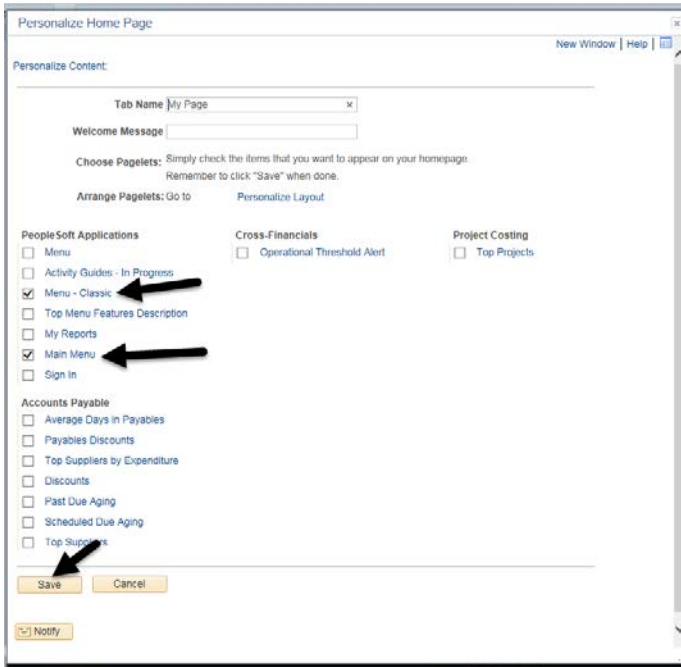 Personalize Home Page
New Window | Help |
Personalize Content:
Tab Name My Page
Welcome Message
Choose Pagelets: Simply check the items that you want to appear on your homepage.
Remember to click "Save" when done.
Arrange Pagelets: Go to Personalize Layout
PeopleSoft Applications Cross-Financials Project Costing
Menu Operational Threshold Alert Top Projects
Activity Guides - In Progress
Menu - Classic
Top Menu Features Description
My Reports
Main Menu
Sign In
Accounts Payable
Average Days in Payables
Payables Discounts
Top Suppliers by Expenditure
Discounts
Past Due Aging
Scheduled Due Aging
Top Suppliers
Save Cancel
Notify